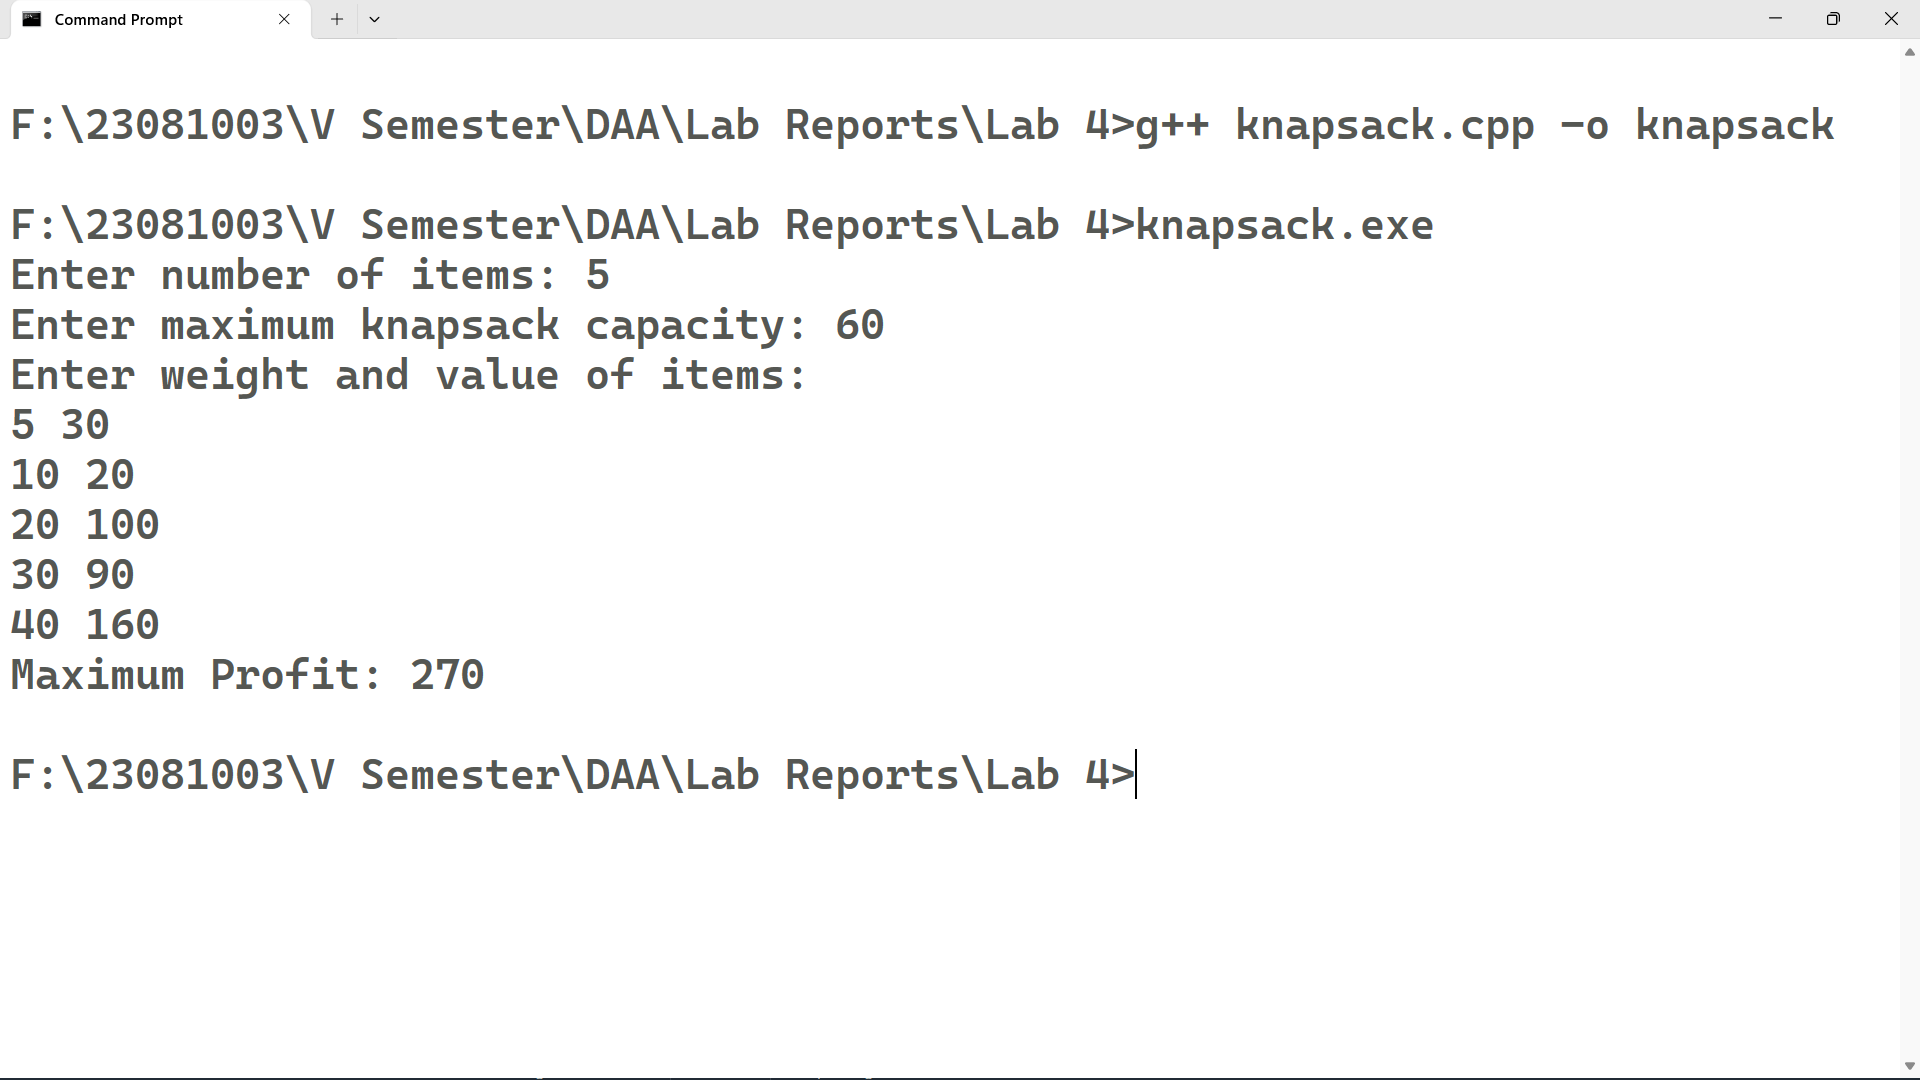 Command Prompt
F:\23081003\V Semester\DAA\Lab Reports\Lab 4>g++ knapsack.cpp -o knapsack
F:\23081003\V Semester\DAA\Lab Reports\Lab 4>knapsack.exe
Enter number of items: 5
Enter maximum knapsack capacity: 60
Enter weight and value of items:
5 30
10 20
20 100
30 90
40 160
Maximum Profit: 270
F:\23081003\V Semester\DAA\Lab Reports\Lab 4>